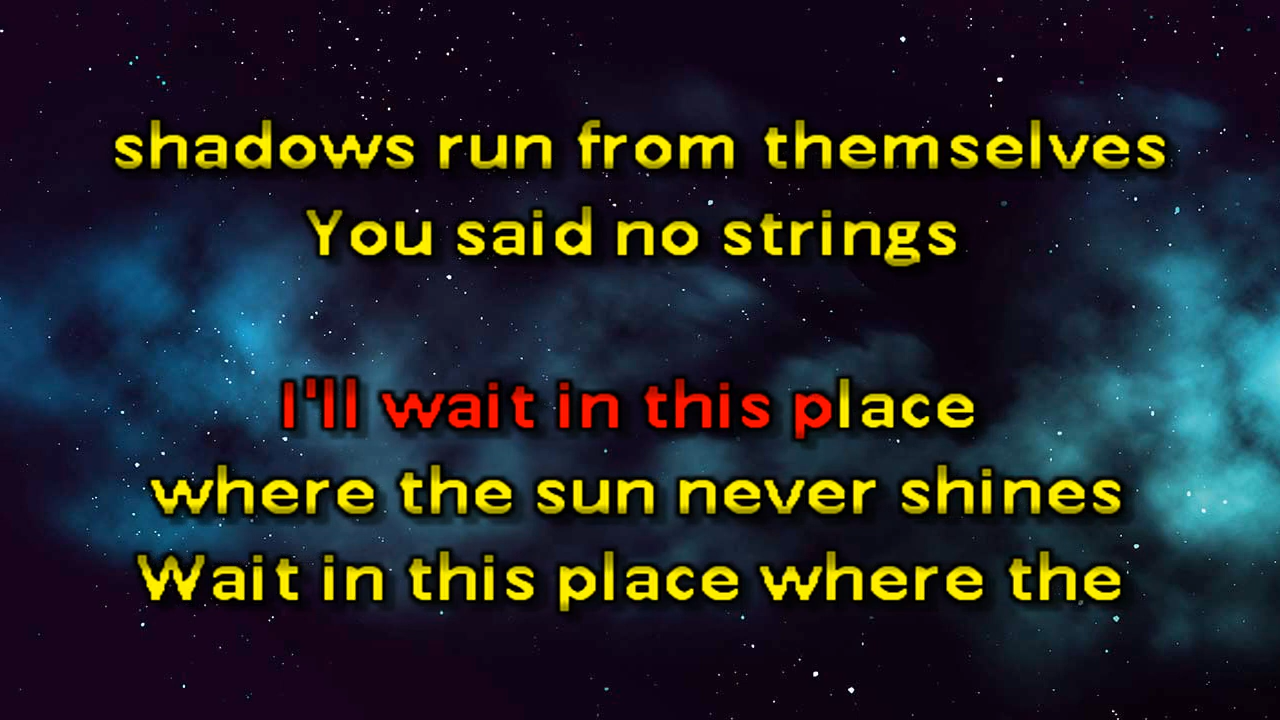 shadows run from themselves
You said no strings
I'll wait in this place
where the sun never shines
Wait in this place where the